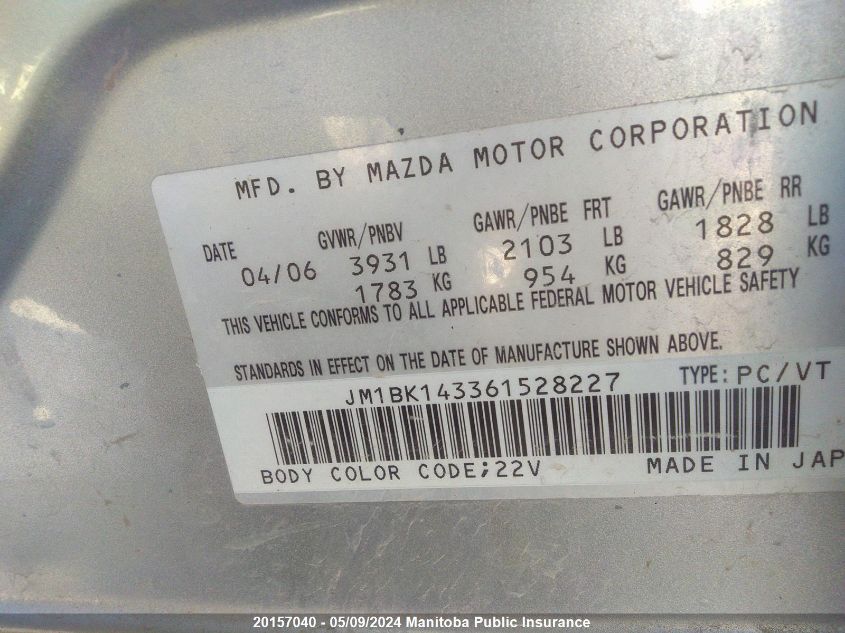 MFD. BY MAZDA MOTOR CORPORATION
DATE GVWR/PNBV GAWR/PNBE FRT GAWR/PNBE RR
04/06 3931 LB 2103 LB 1828 LB
1783 KG 954 KG 829 KG
THIS VEHICLE CONFORMS TO ALL APPLICABLE FEDERAL MOTOR VEHICLE SAFETY
STANDARDS IN EFFECT ON THE DATE OF MANUFACTURE SHOWN ABOVE.
JM1BK143361528227 TYPE: PC/VT
BODY COLOR CODE;22V MADE IN JAP
20157040 - 05/09/2024 Manitoba Public Insurance